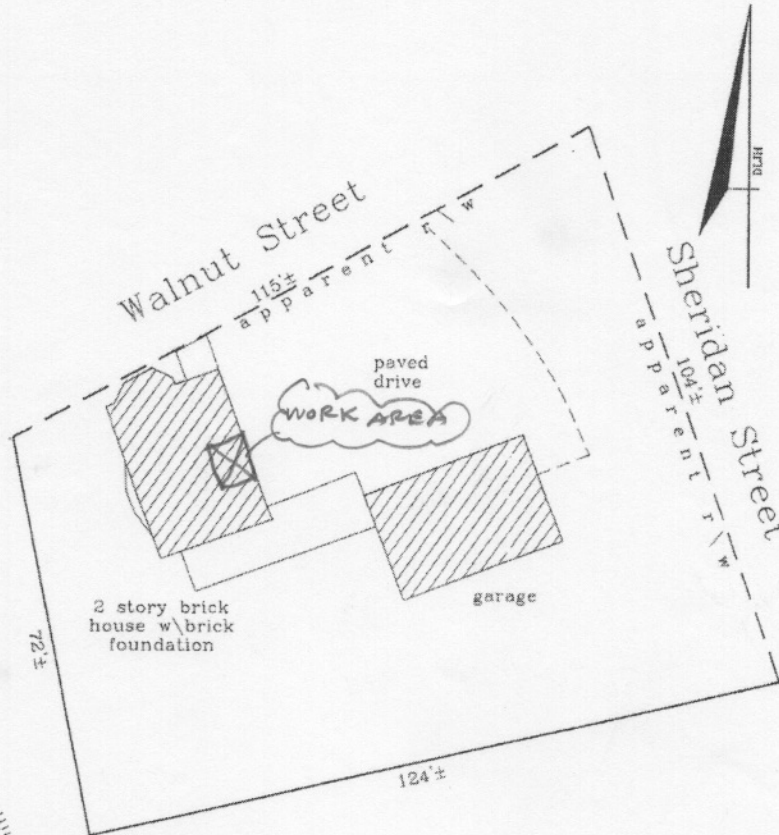 Walnut Street
115'±
apparent r\w
Sheridan Street
104'±
apparent r\w
paved
drive
WORK AREA
garage
2 story brick
house w\brick
foundation
72'±
124'±